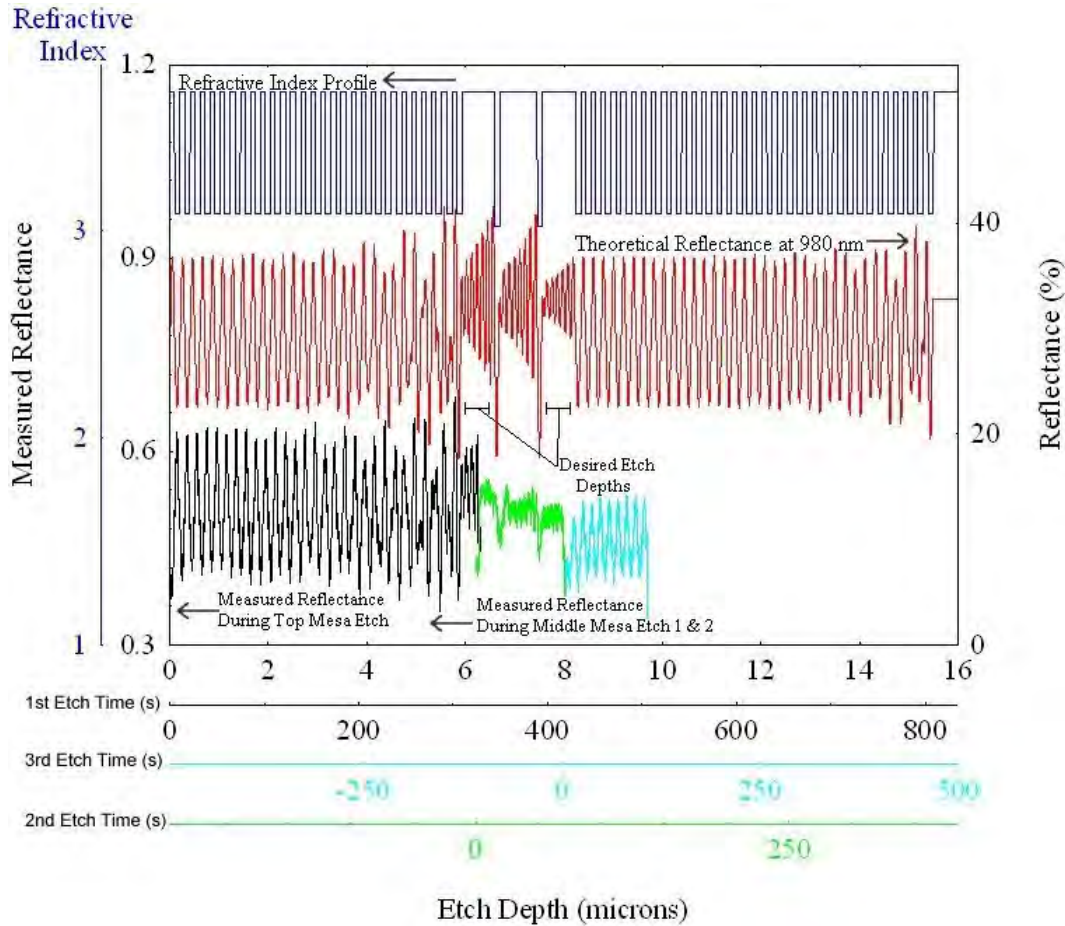 Refractive
Index
1.2
Refractive Index Profile
3
40
Theoretical Reflectance at 980 nm
0.9
Measured Reflectance
Reflectance (%)
2
20
0.6
Desired Etch
Depths
Measured Reflectance
During Top Mesa Etch
Measured Reflectance
During Middle Mesa Etch 1 & 2
1
0.3
0
0 2 4 6 8 10 12 14 16
1st Etch Time (s)
0 200 400 600 800
3rd Etch Time (s)
-250 0 250 500
2nd Etch Time (s)
0 250
Etch Depth (microns)